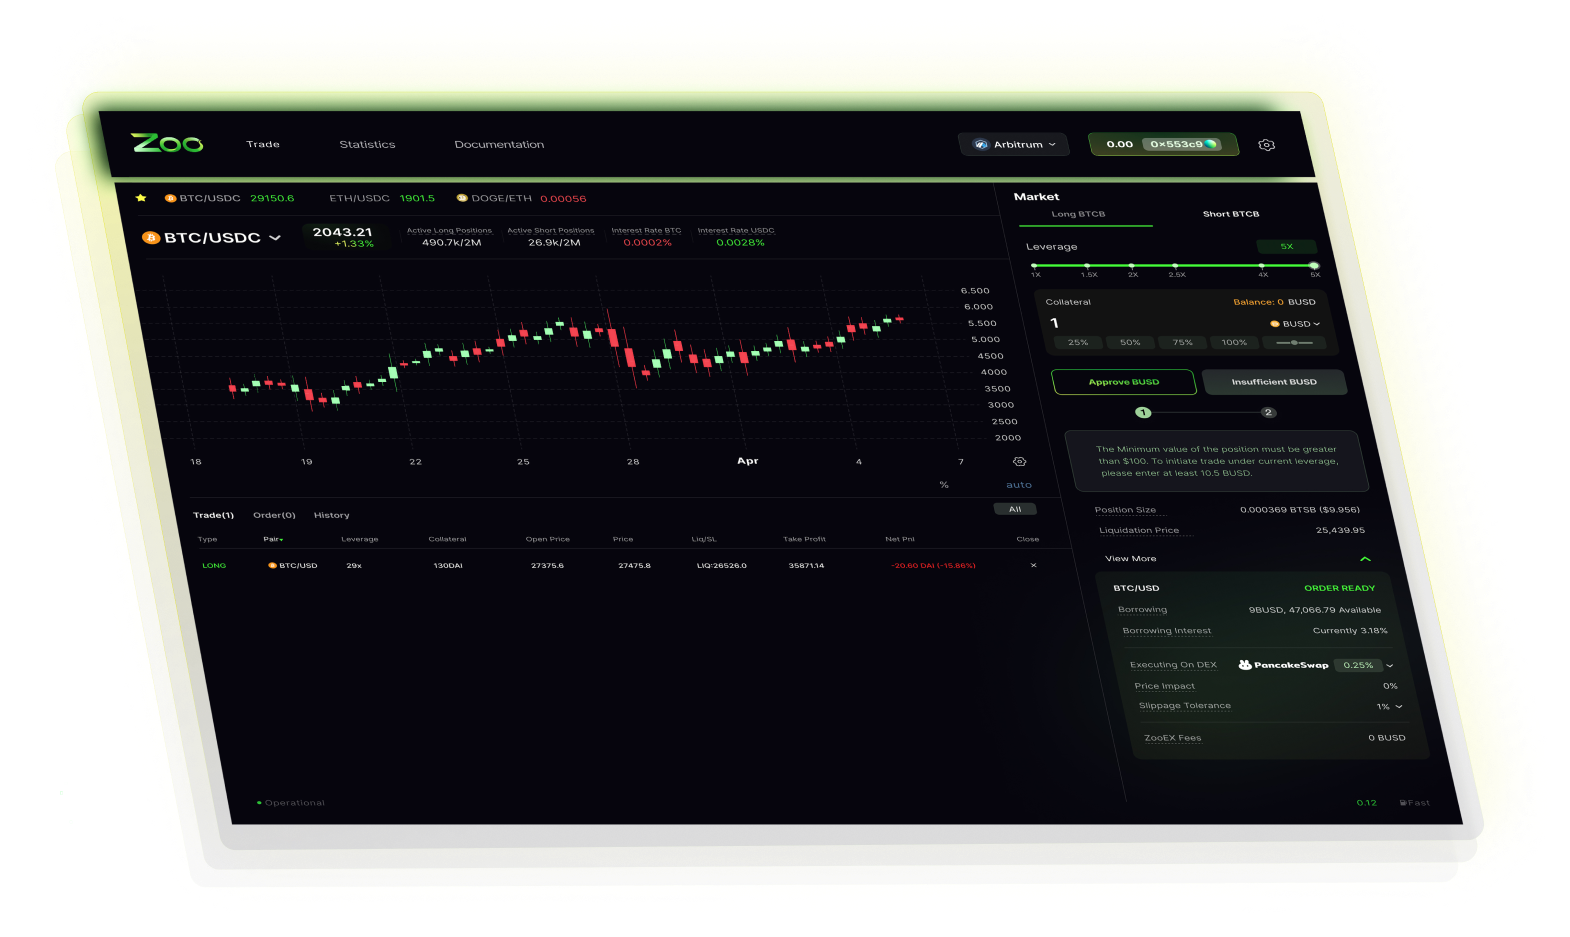 Zoo
Trade
Statistics
Documentation
Arbitrum
0.00
0×553c9
BTC/USDC 29150.6
ETH/USDC 1901.5
DOGE/ETH 0.00056
BTC/USDC
2043.21
+1.33%
Active Long Positions
490.7k/2M
Active Short Positions
26.9k/2M
Interest Rate BTC
0.0002%
Interest Rate USDC
0.0028%
6.500
6.000
5.500
5.000
4500
4000
3500
3000
2500
2000
18 19 22 25 28 Apr 4 7
% auto
Trade(1) Order(0) History
All
Type Pair Leverage Collateral Open Price Price Liq/SL Take Profit Net Pnl Close
LONG BTC/USD 29x 130DAI 27375.6 27475.8 LIQ:26526.0 35871.14 -20.60 DAI (-15.86%) ×
Operational
Market
Long BTCB
Short BTCB
Leverage
5X
1X 1.5X 2X 2.5X 4X 5X
Collateral
Balance: 0 BUSD
1
BUSD
25% 50% 75% 100%
Approve BUSD
Insufficient BUSD
1 2
The Minimum value of the position must be greater
than $100. To initiate trade under current leverage,
please enter at least 10.5 BUSD.
Position Size 0.000369 BTSB ($9.956)
Liquidation Price 25,439.95
View More
BTC/USD ORDER READY
Borrowing 9BUSD, 47,066.79 Available
Borrowing Interest Currently 3.18%
Executing On DEX PancakeSwap 0.25%
Price Impact 0%
Slippage Tolerance 1%
ZooEX Fees 0 BUSD
0.12 Fast